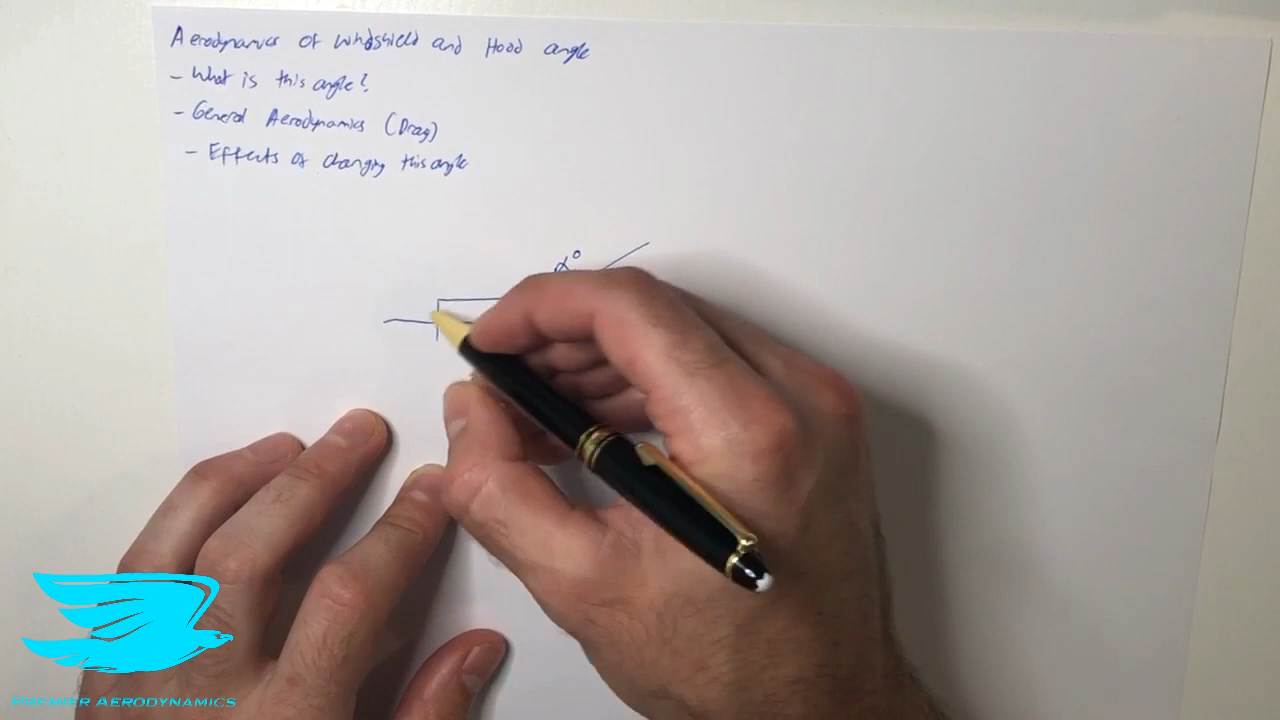 Aerodynamics of Windshield and Hood angle
- What is this angle?
- General Aerodynamics (Drag)
- Effects of changing this angle
α°
PREMIER AERODYNAMICS